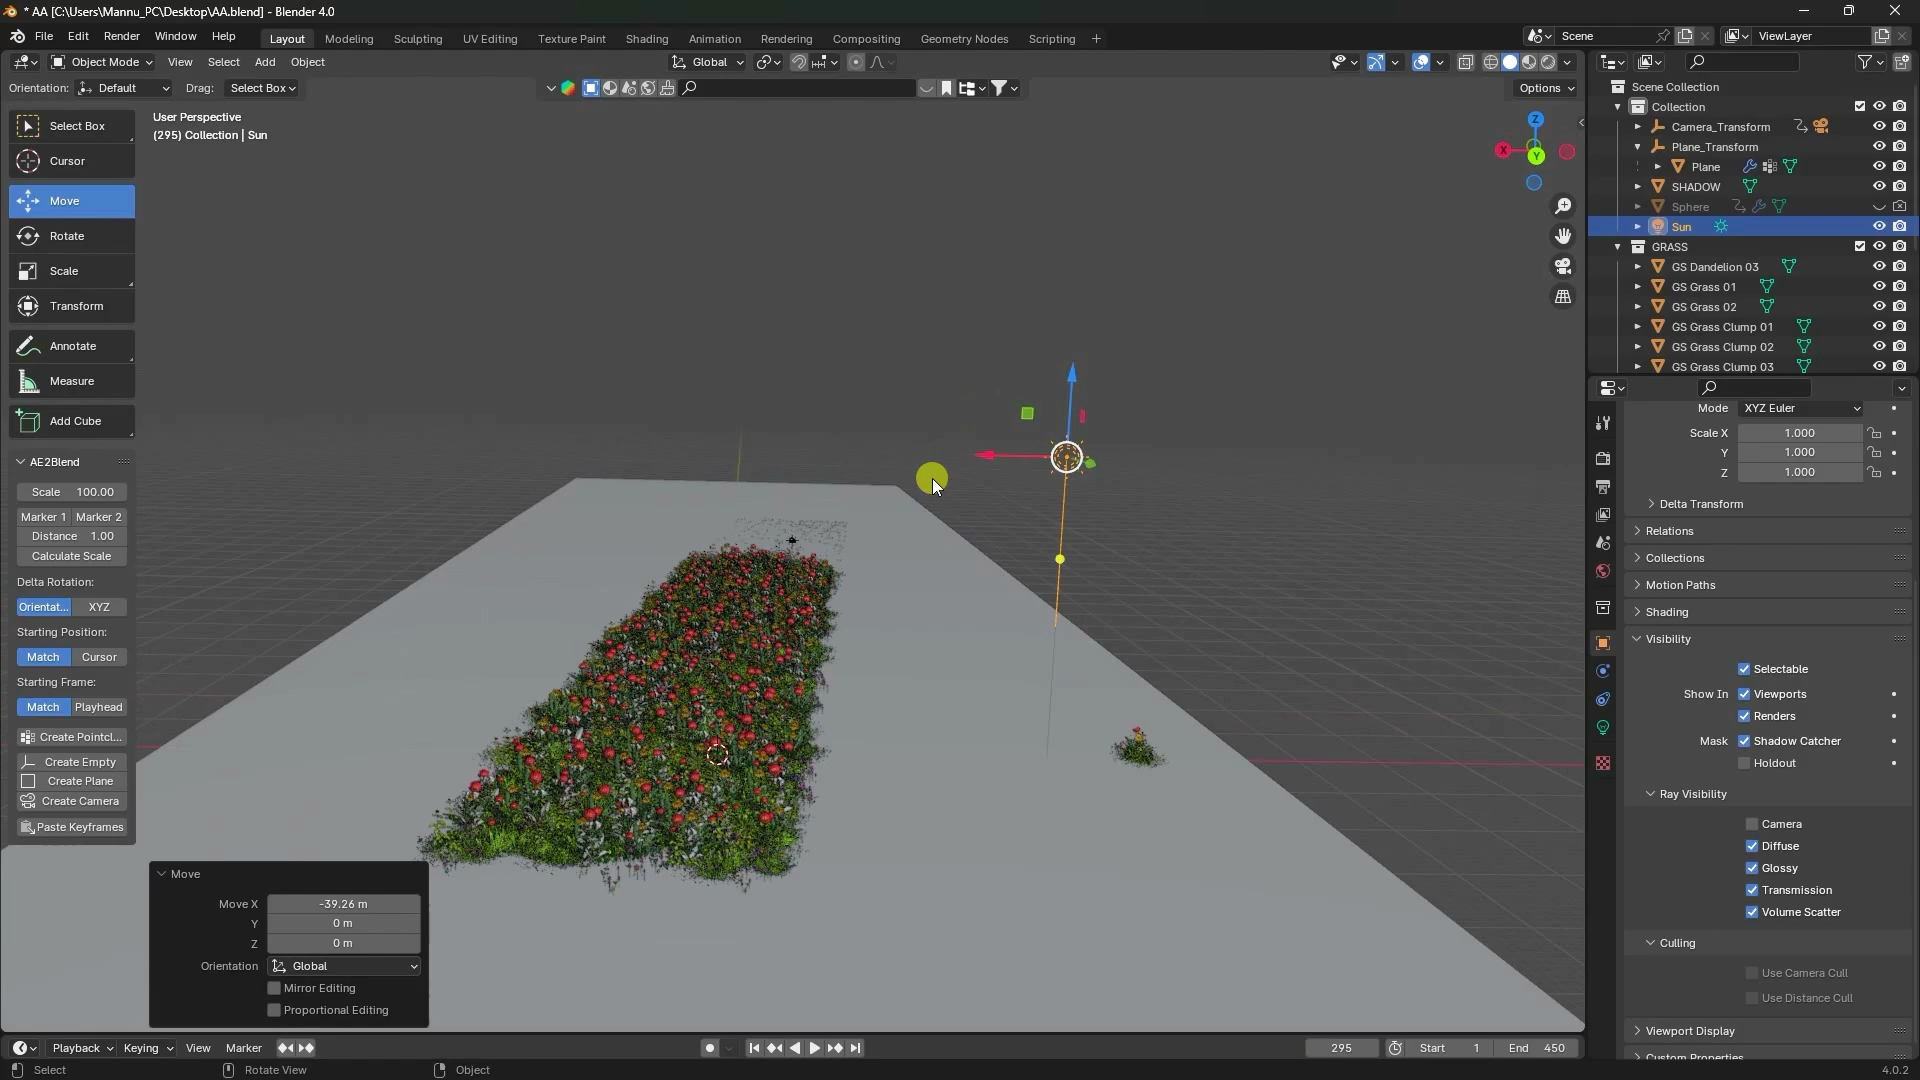 * AA [C:\Users\Mannu_PC\Desktop\AA.blend] - Blender 4.0
File Edit Render Window Help Layout Modeling Sculpting UV Editing Texture Paint Shading Animation Rendering Compositing Geometry Nodes Scripting + Scene ViewLayer
Object Mode View Select Add Object Global
Orientation: Default Drag: Select Box Options
User Perspective
(295) Collection | Sun
Select Box
Cursor
Move
Rotate
Scale
Transform
Annotate
Measure
Add Cube
AE2Blend
Scale 100.00
Marker 1 Marker 2
Distance 1.00
Calculate Scale
Delta Rotation:
Orientat... XYZ
Starting Position:
Match Cursor
Starting Frame:
Match Playhead
Create Pointcl...
Create Empty
Create Plane
Create Camera
Paste Keyframes
Move
Move X -39.26 m
Y 0 m
Z 0 m
Orientation Global
Mirror Editing
Proportional Editing
Z
X
Y
Scene Collection
Collection
Camera_Transform
Plane_Transform
Plane
SHADOW
Sphere
Sun
GRASS
GS Dandelion 03
GS Grass 01
GS Grass 02
GS Grass Clump 01
GS Grass Clump 02
GS Grass Clump 03
Mode XYZ Euler
Scale X 1.000
Y 1.000
Z 1.000
Delta Transform
Relations
Collections
Motion Paths
Shading
Visibility
Selectable
Show In Viewports
Renders
Mask Shadow Catcher
Holdout
Ray Visibility
Camera
Diffuse
Glossy
Transmission
Volume Scatter
Culling
Use Camera Cull
Use Distance Cull
Viewport Display
Custom Properties
Playback Keying View Marker 295 Start 1 End 450
Select Rotate View Object 4.0.2